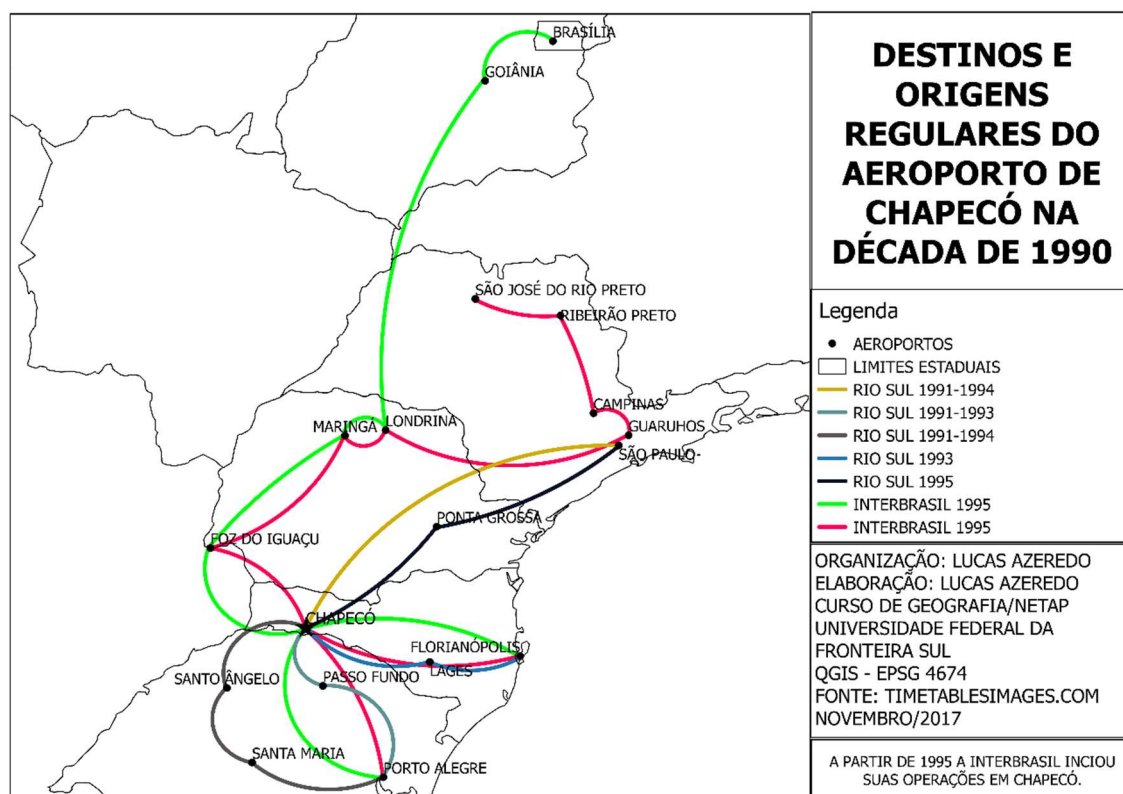 BRASÍLIA
GOIÂNIA
SÃO JOSÉ DO RIO PRETO
RIBEIRÃO PRETO
CAMPINAS
GUARUHOS
SÃO PAULO-
MARINGÁ
LONDRINA
PONTA GROSSA
FOZ DO IGUAÇU
CHAPECÓ
FLORIANÓPOLIS
LAGES
SANTO ÂNGELO
PASSO FUNDO
SANTA MARIA
PORTO ALEGRE
DESTINOS E
ORIGENS
REGULARES DO
AEROPORTO DE
CHAPECÓ NA
DÉCADA DE 1990
Legenda
AEROPORTOS
LIMITES ESTADUAIS
RIO SUL 1991-1994
RIO SUL 1991-1993
RIO SUL 1991-1994
RIO SUL 1993
RIO SUL 1995
INTERBRASIL 1995
INTERBRASIL 1995
ORGANIZAÇÃO: LUCAS AZEREDO
ELABORAÇÃO: LUCAS AZEREDO
CURSO DE GEOGRAFIA/NETAP
UNIVERSIDADE FEDERAL DA
FRONTEIRA SUL
QGIS - EPSG 4674
FONTE: TIMETABLESIMAGES.COM
NOVEMBRO/2017
A PARTIR DE 1995 A INTERBRASIL INCIOU
SUAS OPERAÇÕES EM CHAPECÓ.